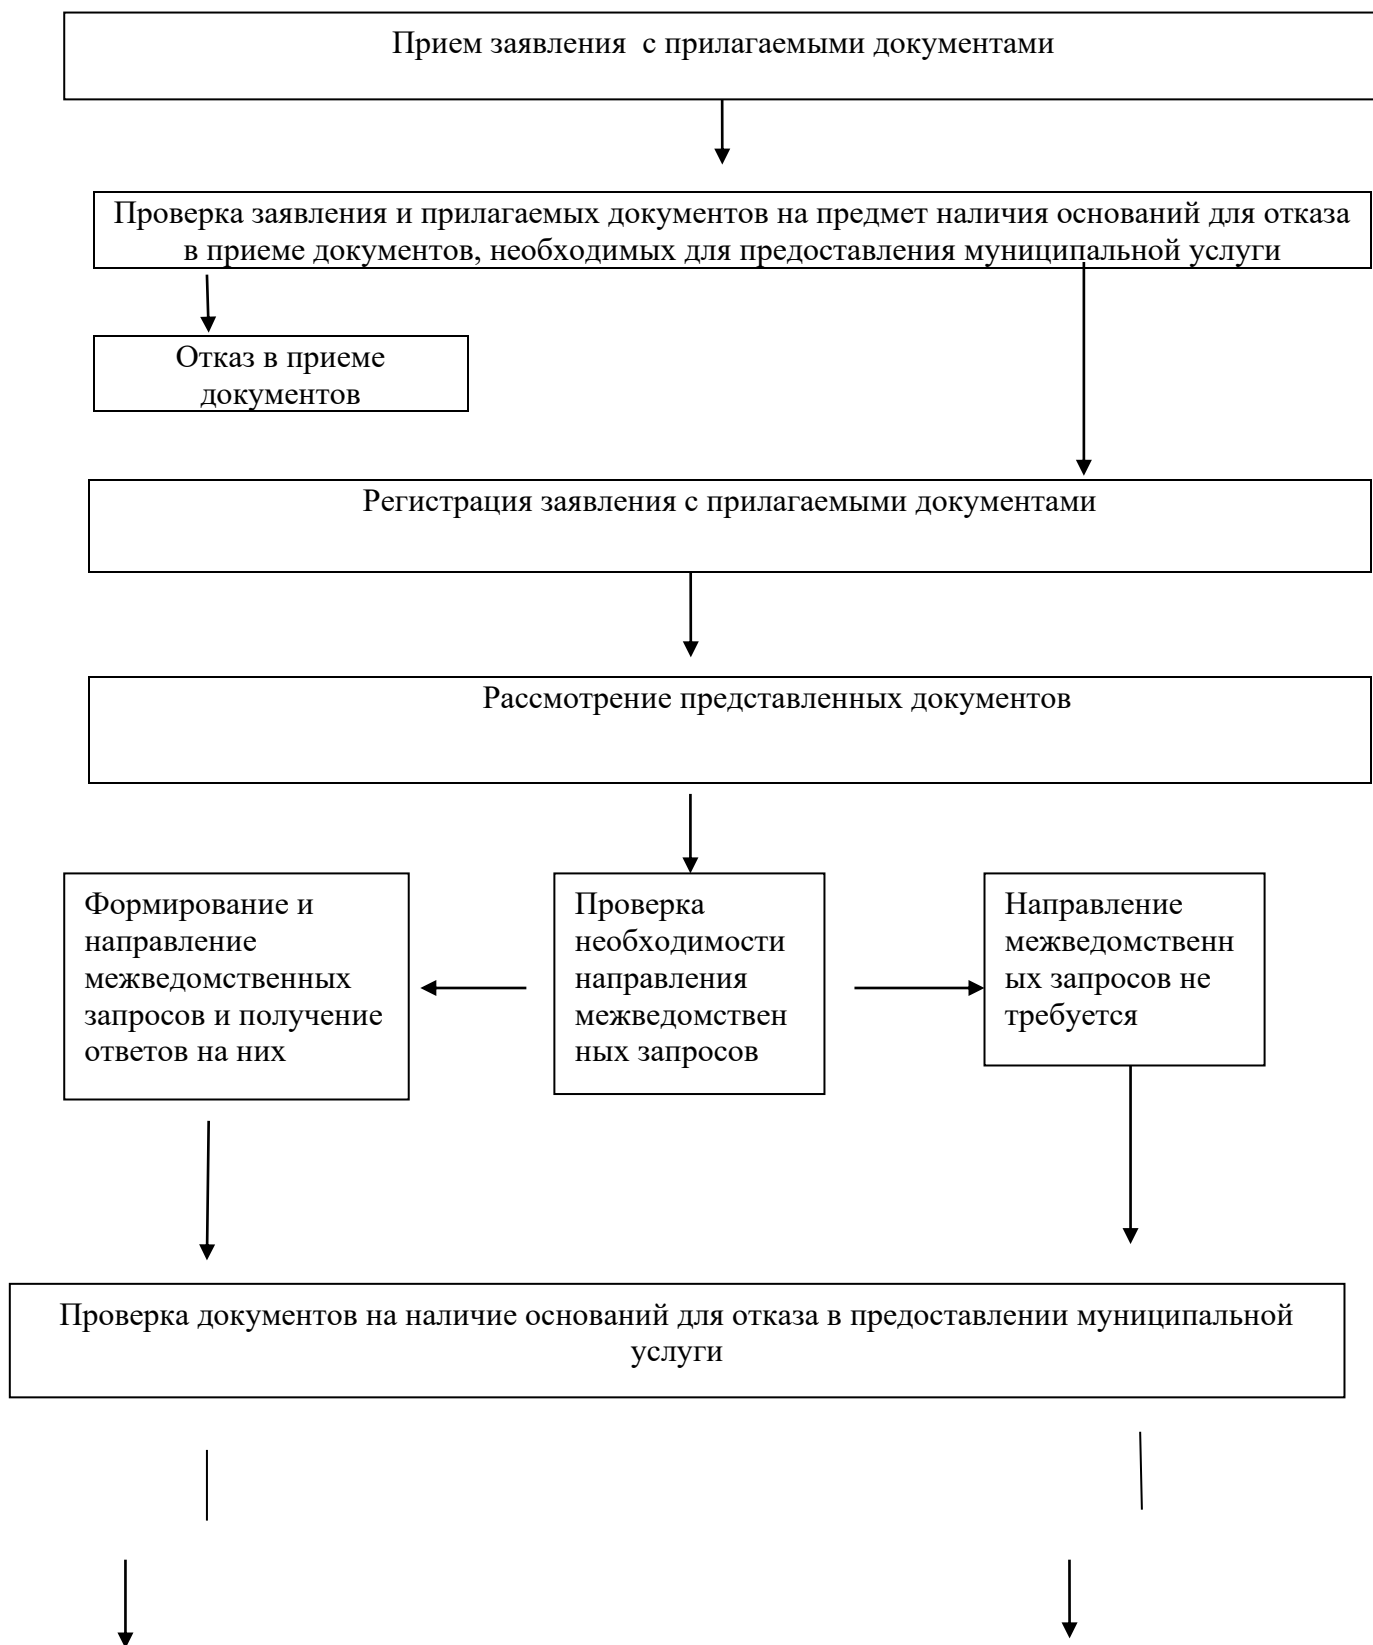 Прием заявления  с прилагаемыми документами
Проверка заявления и прилагаемых документов на предмет наличия оснований для отказа
в приеме документов, необходимых для предоставления муниципальной услуги
Отказ в приеме
документов
Регистрация заявления с прилагаемыми документами
Рассмотрение представленных документов
Формирование и
направление
межведомственных
запросов и получение
ответов на них
Проверка
необходимости
направления
межведомствен
ных запросов
Направление
межведомственн
ых запросов не
требуется
Проверка документов на наличие оснований для отказа в предоставлении муниципальной
услуги